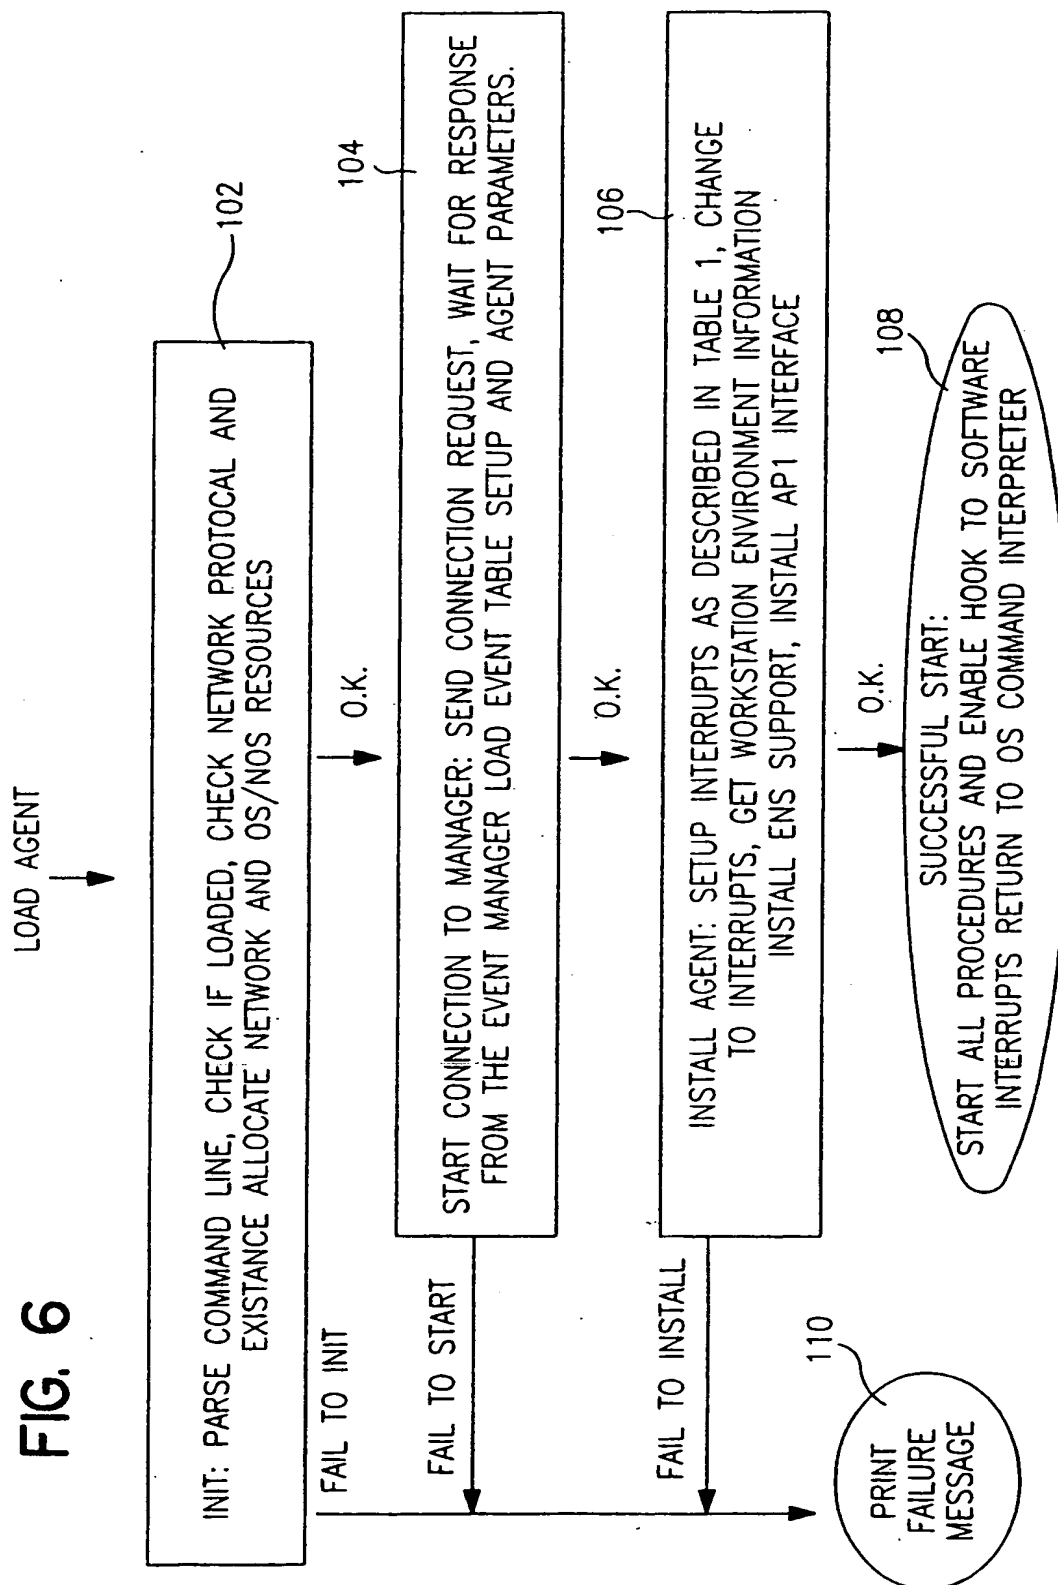 FIG. 6
LOAD AGENT
102
INIT: PARSE COMMAND LINE, CHECK IF LOADED, CHECK NETWORK PROTOCAL AND
EXISTANCE ALLOCATE NETWORK AND OS/NOS RESOURCES
FAIL TO INIT
O.K.
104
START CONNECTION TO MANAGER: SEND CONNECTION REQUEST, WAIT FOR RESPONSE
FROM THE EVENT MANAGER LOAD EVENT TABLE SETUP AND AGENT PARAMETERS.
FAIL TO START
O.K.
106
INSTALL AGENT: SETUP INTERRUPTS AS DESCRIBED IN TABLE 1, CHANGE
TO INTERRUPTS, GET WORKSTATION ENVIRONMENT INFORMATION
INSTALL ENS SUPPORT, INSTALL AP1 INTERFACE
FAIL TO INSTALL
O.K.
108
SUCCESSFUL START:
START ALL PROCEDURES AND ENABLE HOOK TO SOFTWARE
INTERRUPTS RETURN TO OS COMMAND INTERPRETER
110
PRINT
FAILURE
MESSAGE